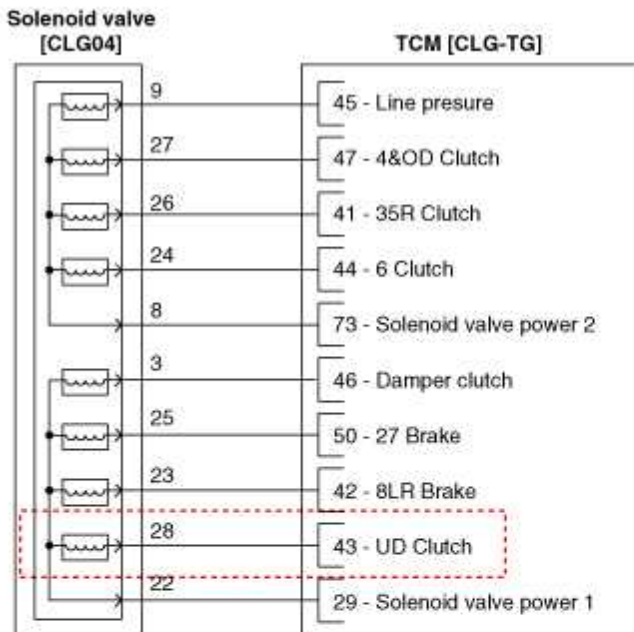 Solenoid valve
[CLG04]
TCM [CLG-TG]
9
45 - Line presure
27
47 - 4&OD Clutch
26
41 - 35R Clutch
24
44 - 6 Clutch
8
73 - Solenoid valve power 2
3
46 - Damper clutch
25
50 - 27 Brake
23
42 - 8LR Brake
28
43 - UD Clutch
22
29 - Solenoid valve power 1